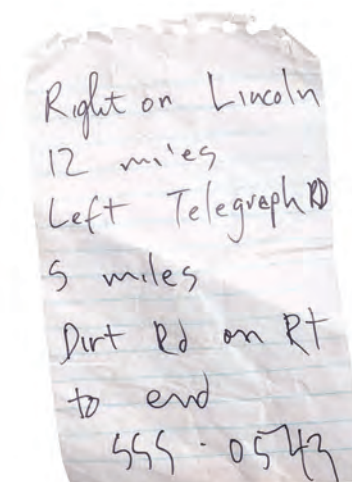 Right on Lincoln
12 miles
Left Telegraph RD
5 miles
Dirt Rd on Rt
to end
555-0543